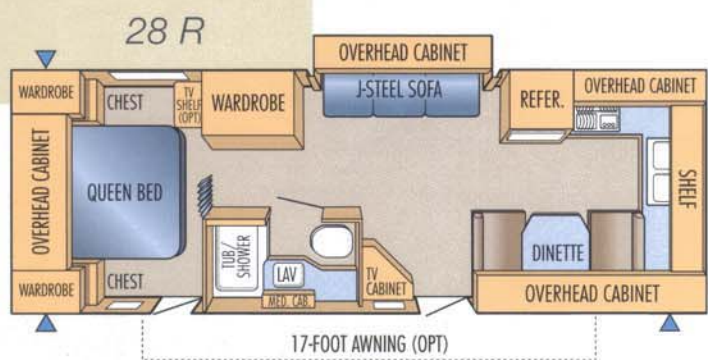 28 R
OVERHEAD CABINET
WARDROBE
CHEST
TV
SHELF
(OPT)
WARDROBE
J-STEEL SOFA
REFER.
OVERHEAD CABINET
OVERHEAD CABINET
QUEEN BED
SHELF
TUB/
SHOWER
LAV
MED. CAB.
TV
CABINET
DINETTE
CHEST
WARDROBE
OVERHEAD CABINET
17-FOOT AWNING (OPT)